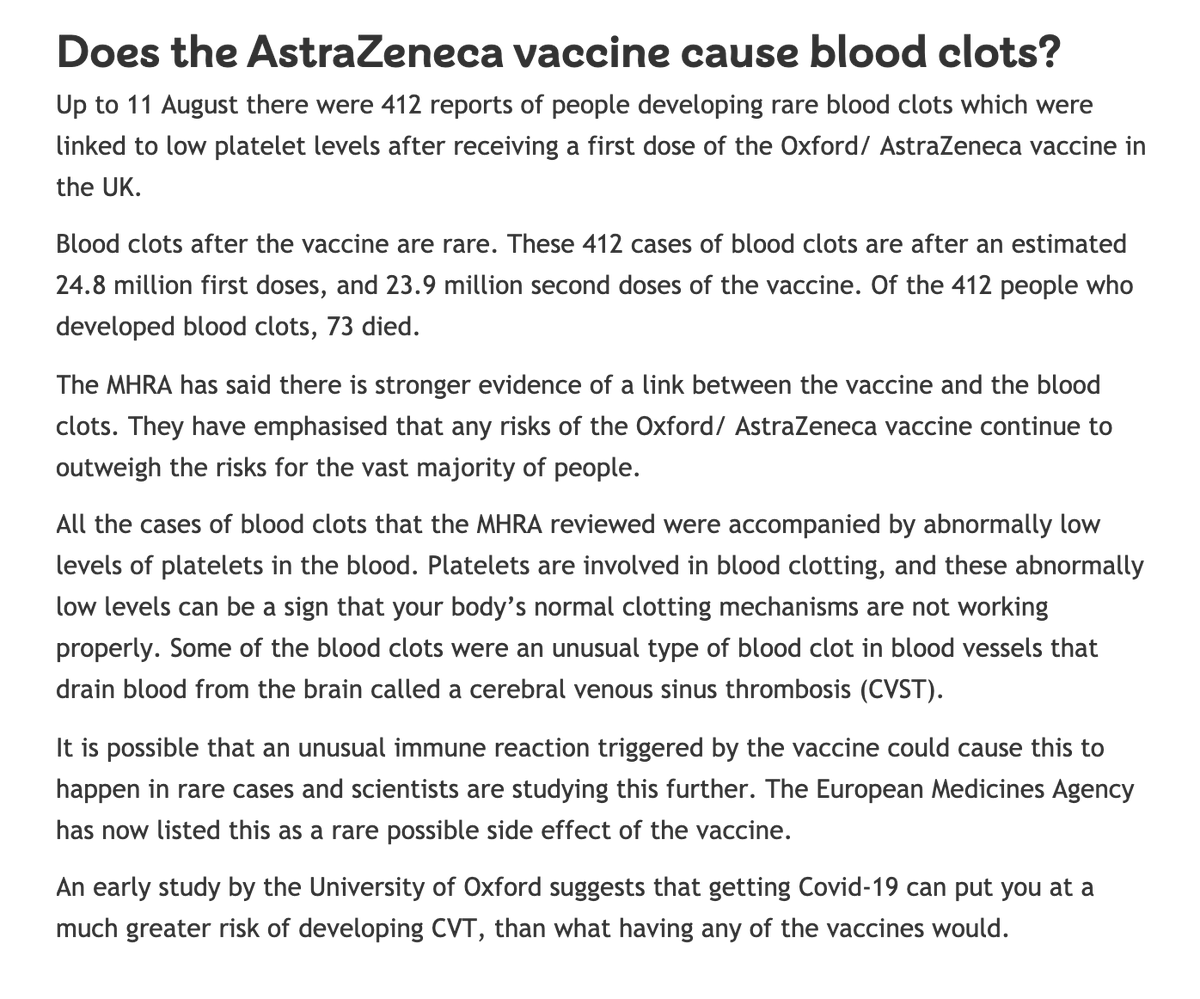 Does the AstraZeneca vaccine cause blood clots?
Up to 11 August there were 412 reports of people developing rare blood clots which were
linked to low platelet levels after receiving a first dose of the Oxford/ AstraZeneca vaccine in
the UK.
Blood clots after the vaccine are rare. These 412 cases of blood clots are after an estimated
24.8 million first doses, and 23.9 million second doses of the vaccine. Of the 412 people who
developed blood clots, 73 died.
The MHRA has said there is stronger evidence of a link between the vaccine and the blood
clots. They have emphasised that any risks of the Oxford/ AstraZeneca vaccine continue to
outweigh the risks for the vast majority of people.
All the cases of blood clots that the MHRA reviewed were accompanied by abnormally low
levels of platelets in the blood. Platelets are involved in blood clotting, and these abnormally
low levels can be a sign that your body’s normal clotting mechanisms are not working
properly. Some of the blood clots were an unusual type of blood clot in blood vessels that
drain blood from the brain called a cerebral venous sinus thrombosis (CVST).
It is possible that an unusual immune reaction triggered by the vaccine could cause this to
happen in rare cases and scientists are studying this further. The European Medicines Agency
has now listed this as a rare possible side effect of the vaccine.
An early study by the University of Oxford suggests that getting Covid-19 can put you at a
much greater risk of developing CVT, than what having any of the vaccines would.